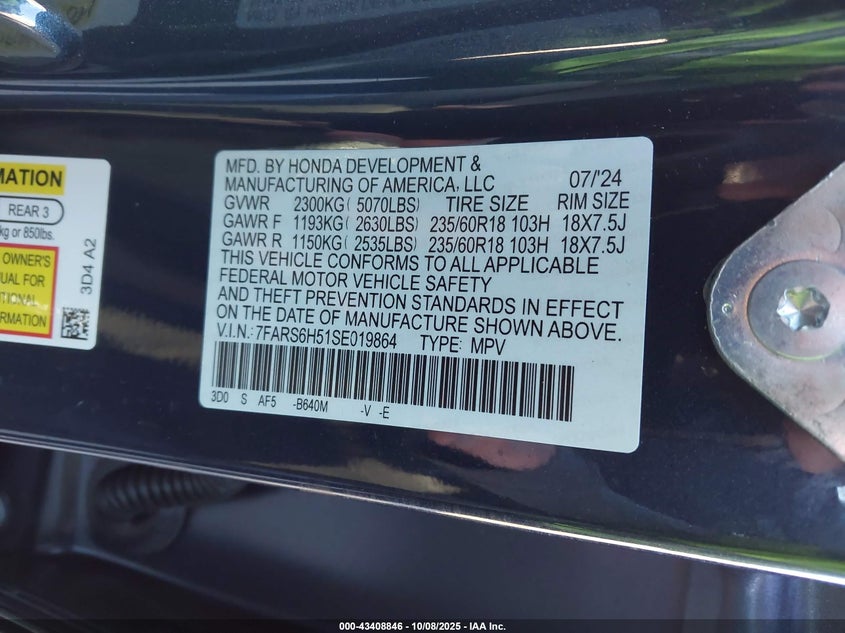 MATION
REAR 3
kg or 850lbs.
OWNER'S
UAL FOR
TIONAL
ORMATION
3D4 A2
MFD. BY HONDA DEVELOPMENT &
MANUFACTURING OF AMERICA, LLC 07/'24
GVWR 2300KG ( 5070LBS) TIRE SIZE RIM SIZE
GAWR F 1193KG ( 2630LBS) 235/60R18 103H 18X7.5J
GAWR R 1150KG ( 2535LBS) 235/60R18 103H 18X7.5J
THIS VEHICLE CONFORMS TO ALL APPLICABLE
FEDERAL MOTOR VEHICLE SAFETY
AND THEFT PREVENTION STANDARDS IN EFFECT
ON THE DATE OF MANUFACTURE SHOWN ABOVE.
V.I.N.: 7FARS6H51SE019864 TYPE: MPV
3D0 S AF5 -B640M -V -E
000-43408846 - 10/08/2025 - IAA Inc.